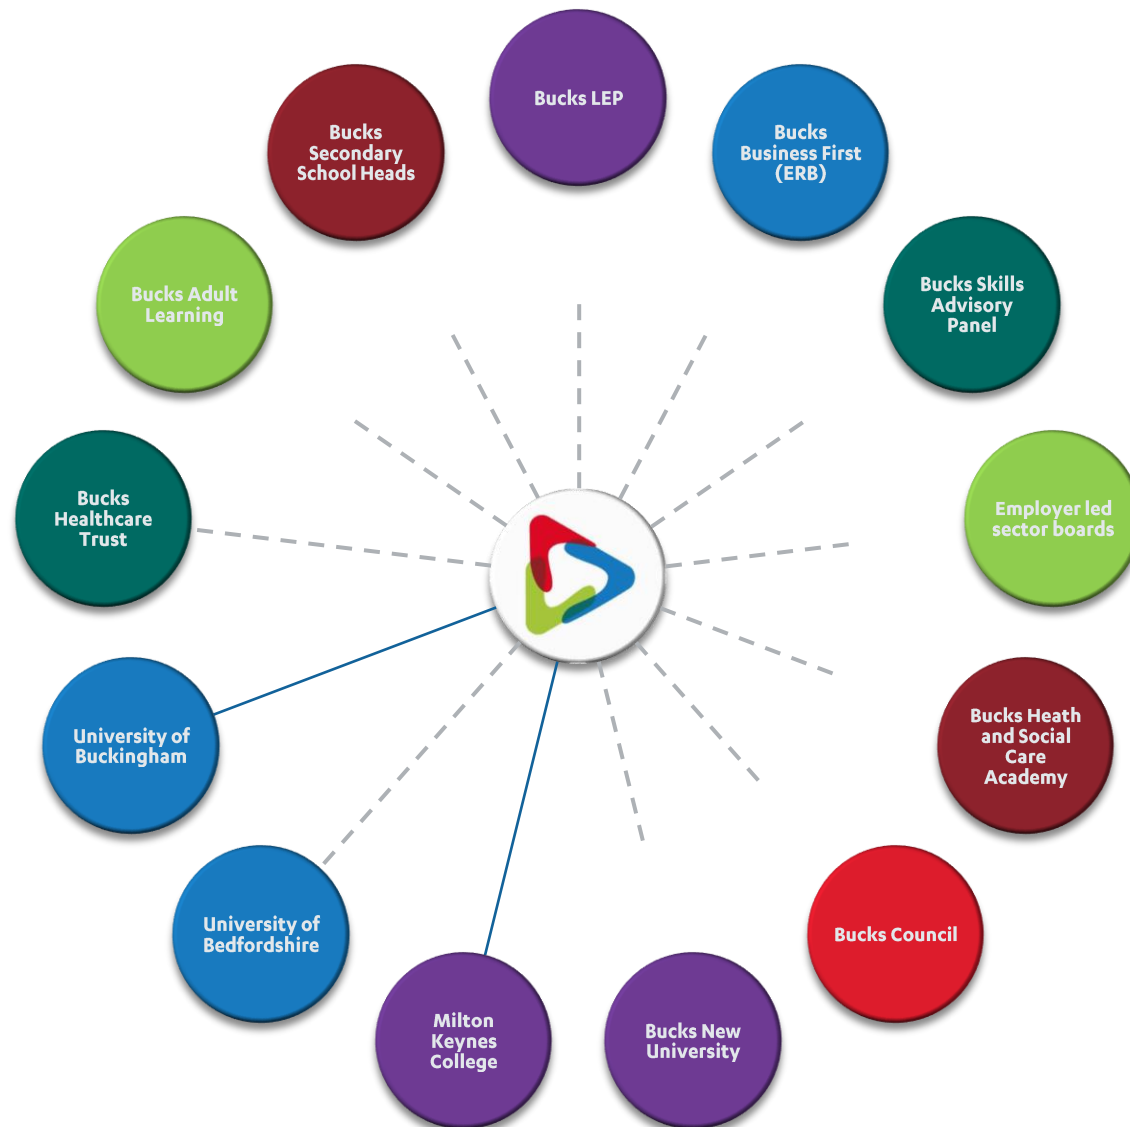 Bucks LEP
Bucks
Business First
(ERB)
Bucks Skills
Advisory
Panel
Employer led
sector boards
Bucks Heath
and Social
Care
Academy
Bucks Council
Bucks New
University
Milton
Keynes
College
University of
Bedfordshire
University of
Buckingham
Bucks
Healthcare
Trust
Bucks Adult
Learning
Bucks
Secondary
School Heads